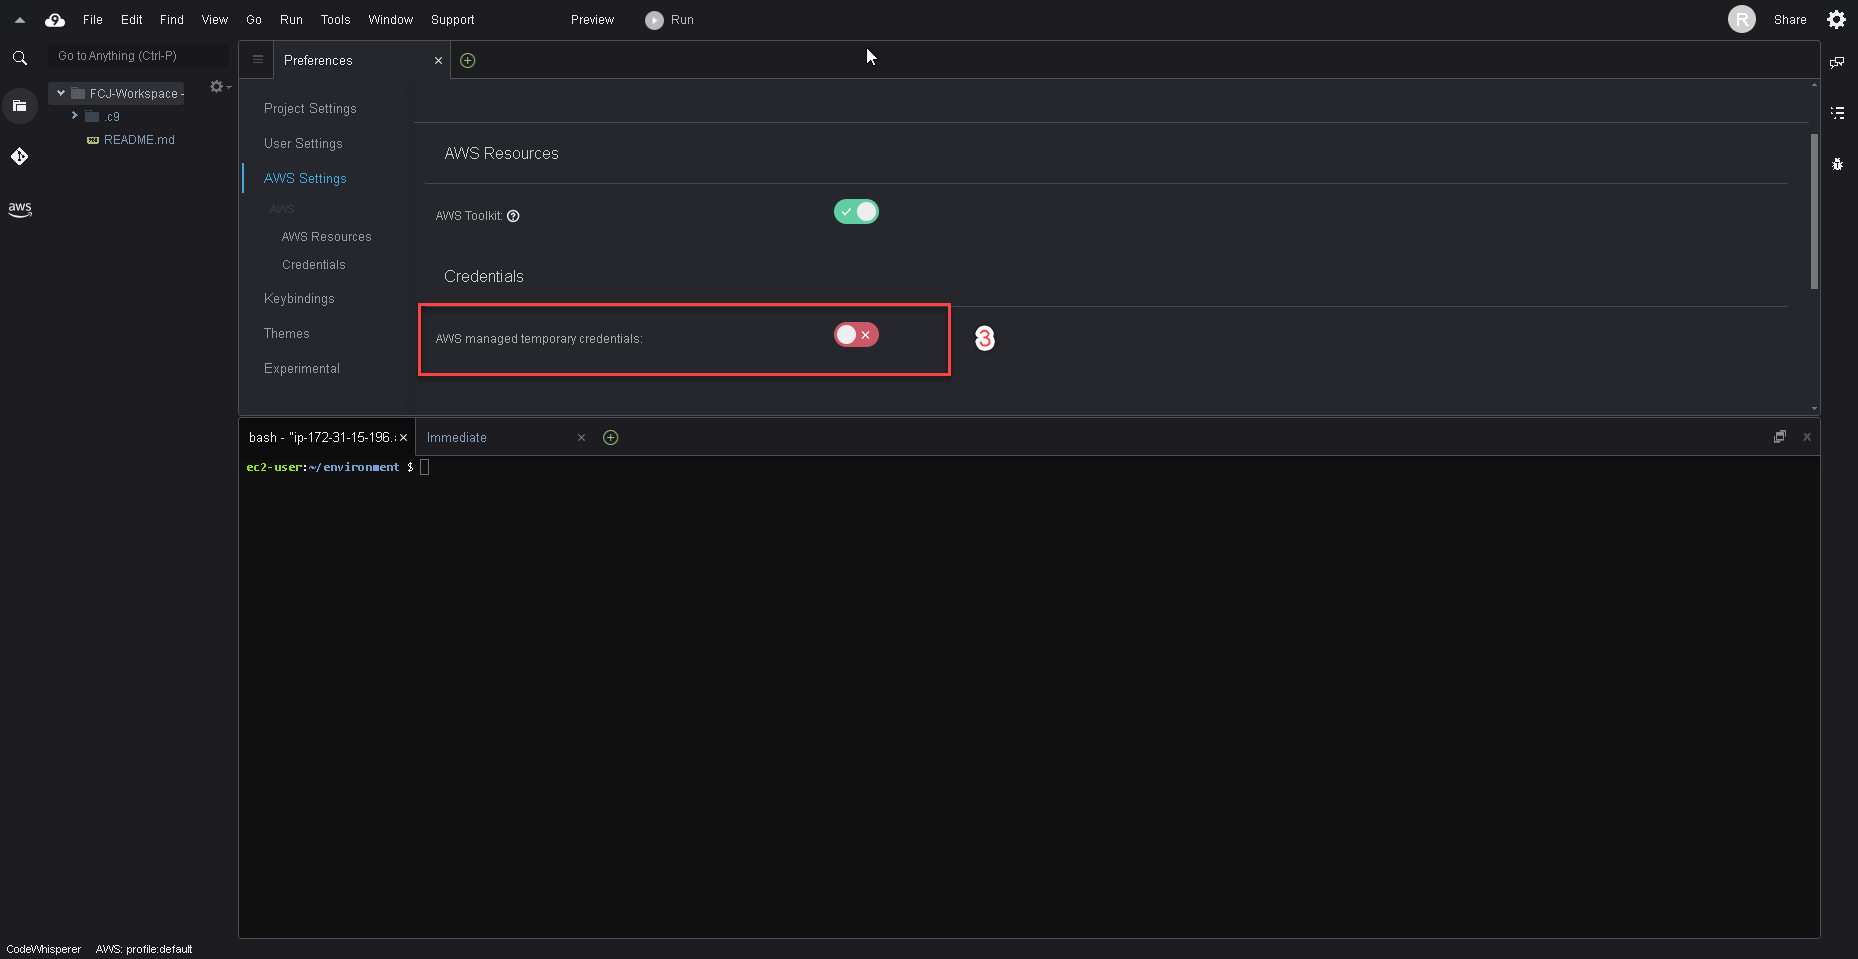 File Edit Find View Go Run Tools Window Support Preview Run R Share
Go to Anything (Ctrl-P)
FCJ-Workspace -
.c9
README.md
aws
Preferences
Project Settings
User Settings
AWS Settings
AWS
AWS Resources
Credentials
Keybindings
Themes
Experimental
AWS Resources
AWS Toolkit:
Credentials
AWS managed temporary credentials:
3
bash - "ip-172-31-15-196.
Immediate
ec2-user:~/environment $
CodeWhisperer AWS: profile:default